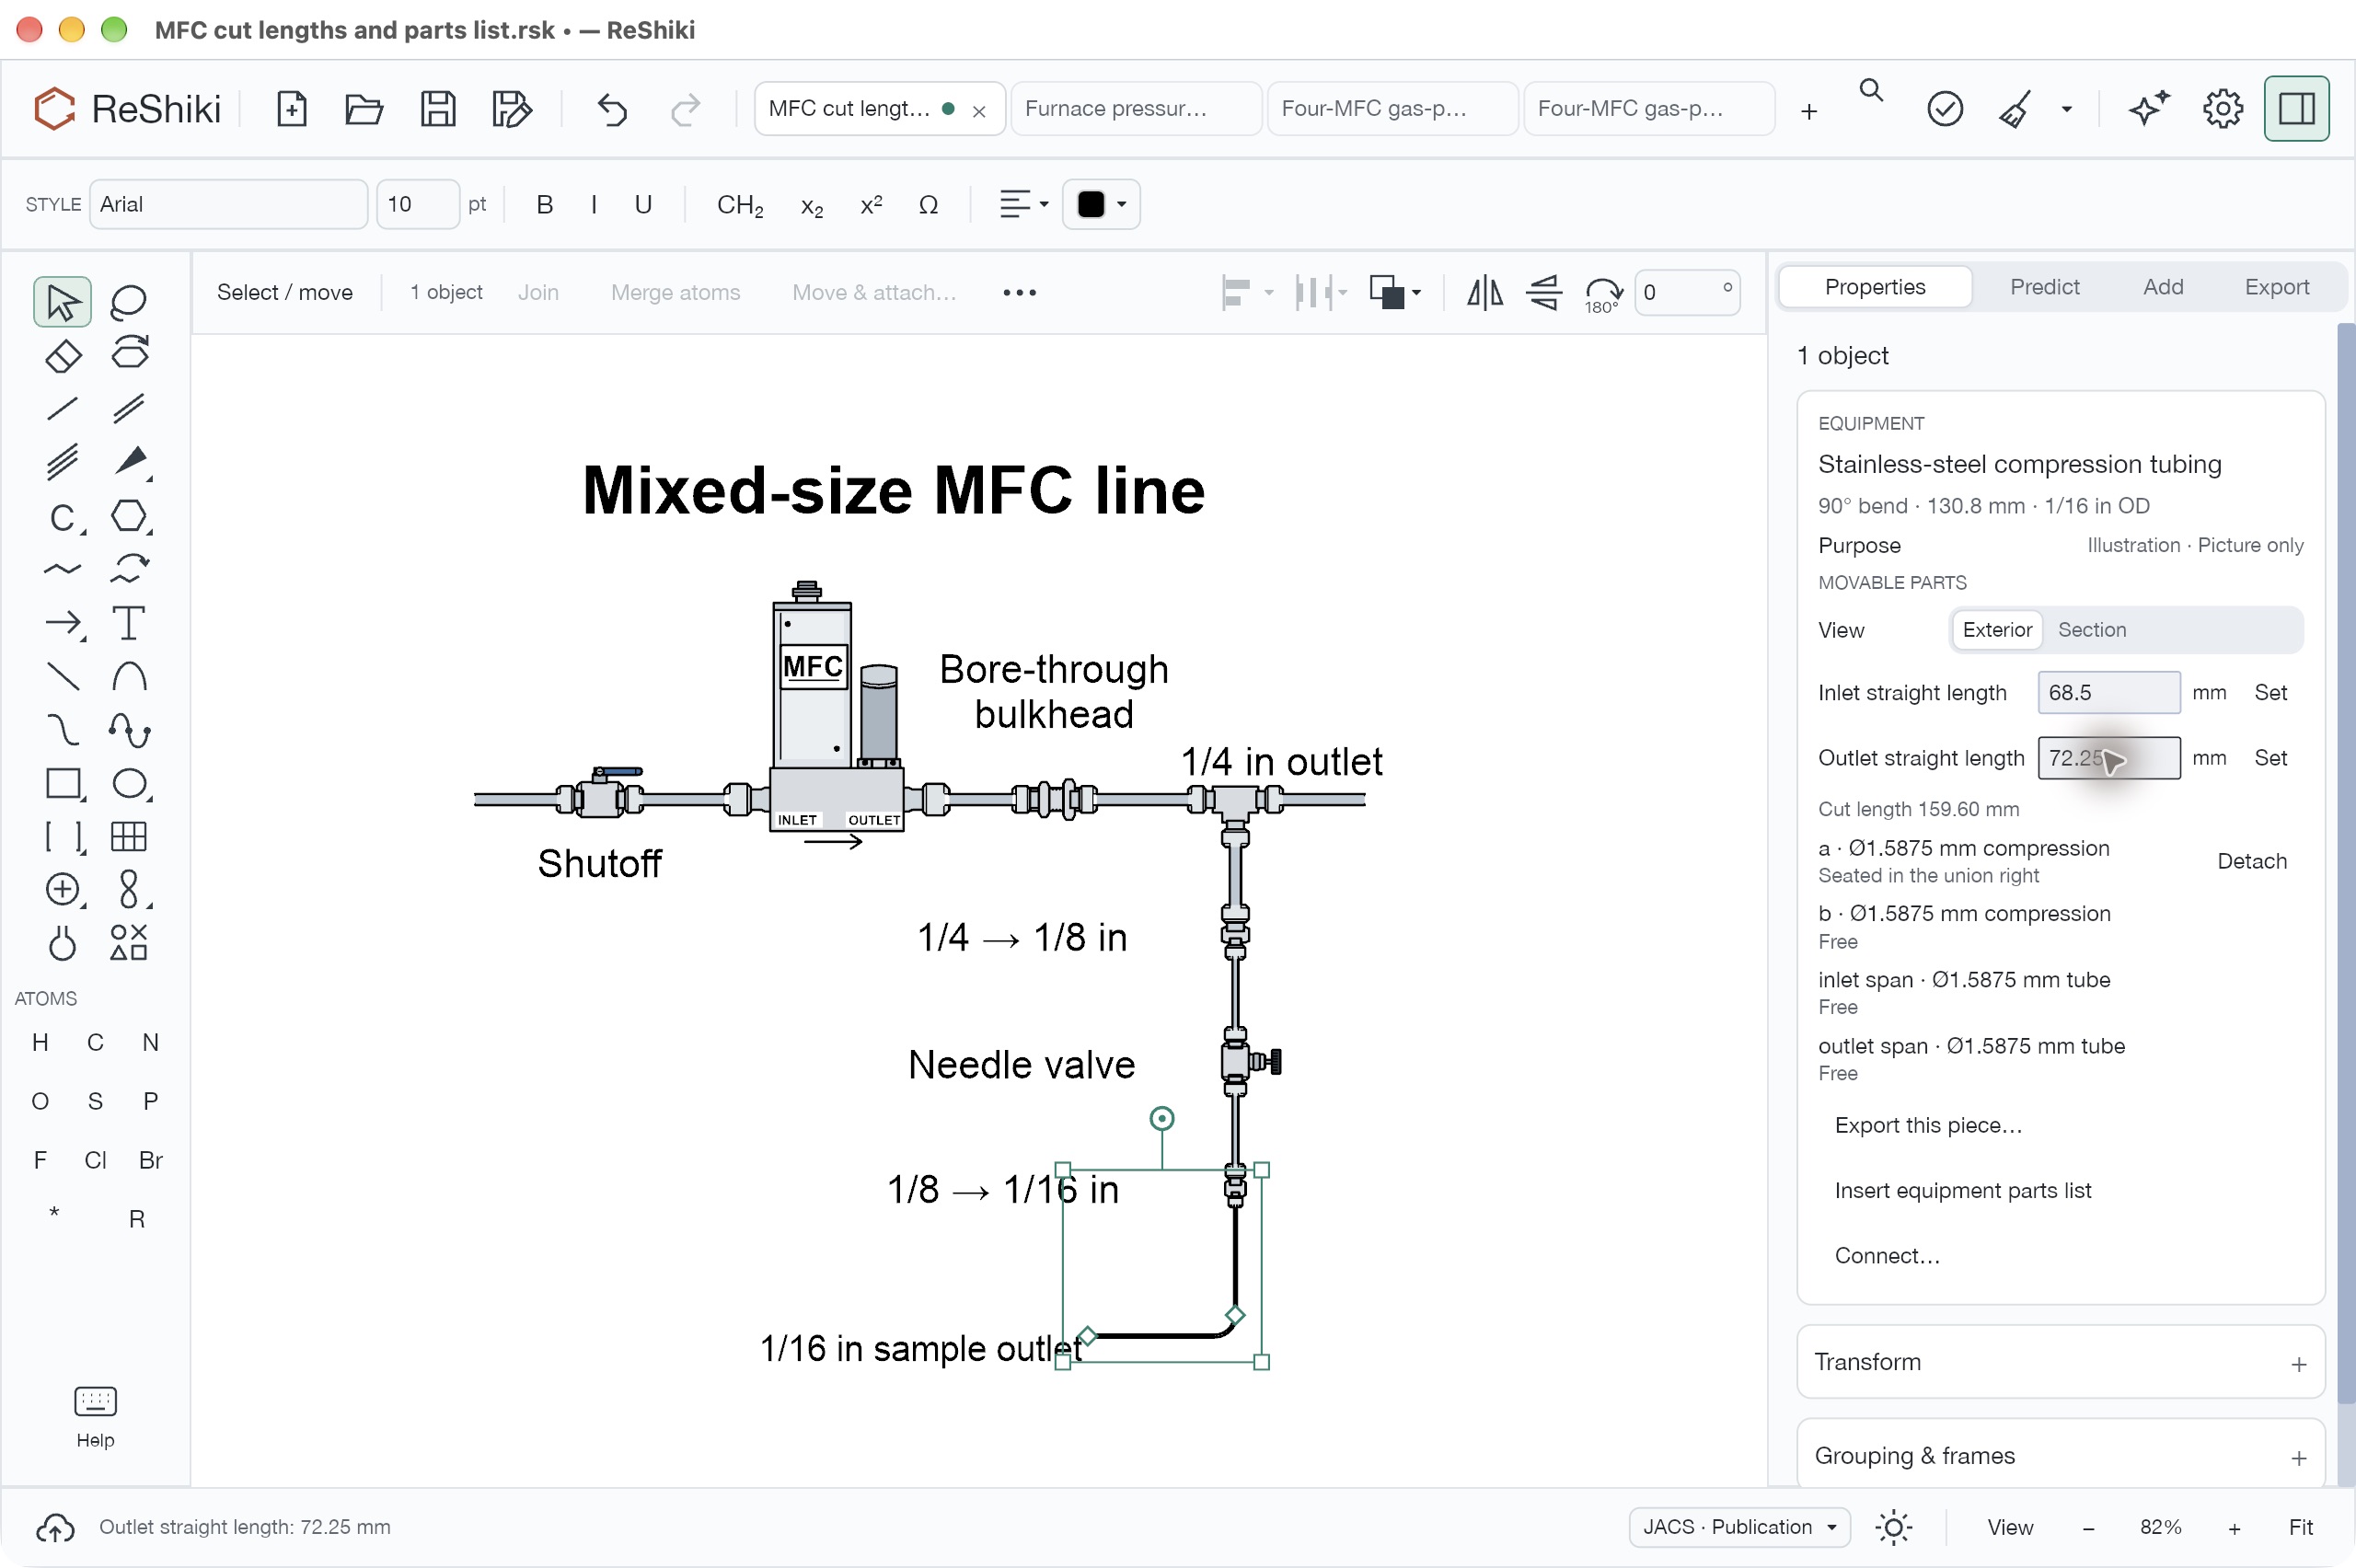 MFC cut lengths and parts list.rsk • — ReShiki
ReShiki
MFC cut lengt…
Furnace pressur…
Four-MFC gas-p…
Four-MFC gas-p…
STYLE Arial 10 pt B I U CH₂ x₂ x² Ω
Select / move 1 object Join Merge atoms Move & attach… ••• 180° 0 °
Properties Predict Add Export
C
T
ATOMS
H C N
O S P
F Cl Br
* R
Help
Mixed-size MFC line
MFC
Bore-through
bulkhead
1/4 in outlet
INLET OUTLET
Shutoff
1/4 → 1/8 in
Needle valve
1/8 → 1/16 in
1/16 in sample outlet
1 object
EQUIPMENT
Stainless-steel compression tubing
90° bend · 130.8 mm · 1/16 in OD
Purpose Illustration · Picture only
MOVABLE PARTS
View Exterior Section
Inlet straight length 68.5 mm Set
Outlet straight length 72.25 mm Set
Cut length 159.60 mm
a · Ø1.5875 mm compression
Seated in the union right
Detach
b · Ø1.5875 mm compression
Free
inlet span · Ø1.5875 mm tube
Free
outlet span · Ø1.5875 mm tube
Free
Export this piece…
Insert equipment parts list
Connect…
Transform +
Grouping & frames +
Outlet straight length: 72.25 mm
JACS · Publication View − 82% + Fit